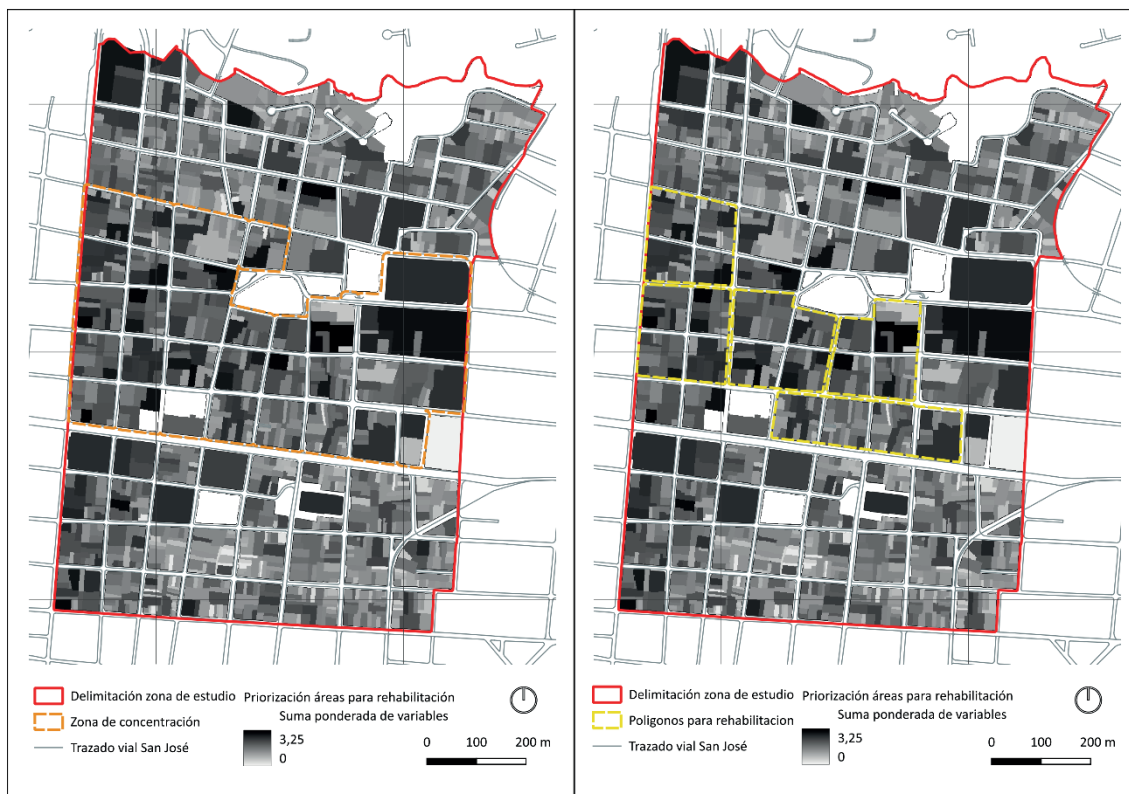 Delimitación zona de estudio
Zona de concentración
Trazado vial San José
Priorización áreas para rehabilitación
Suma ponderada de variables
3,25
0
0 100 200 m
Delimitación zona de estudio
Poligonos para rehabilitacion
Trazado vial San José
Priorización áreas para rehabilitación
Suma ponderada de variables
3,25
0
0 100 200 m